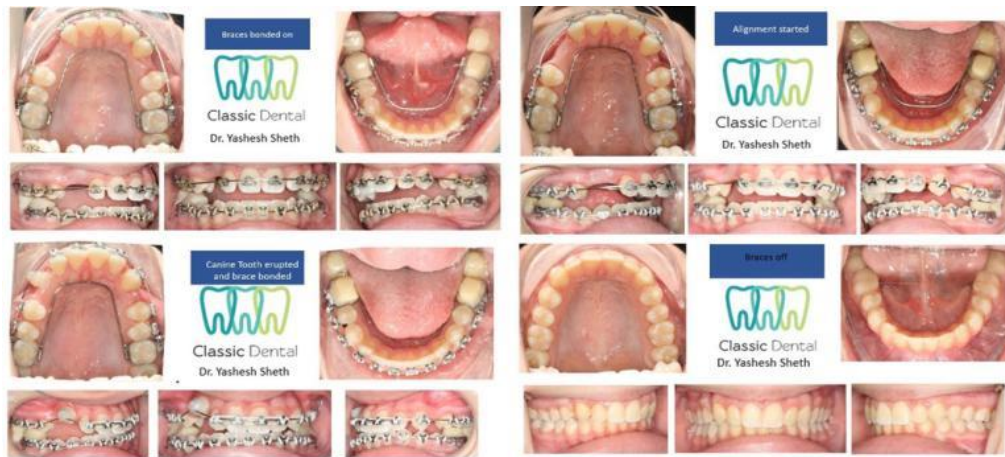 Braces bonded on
Classic Dental
Dr. Yashesh Sheth
Alignment started
Classic Dental
Dr. Yashesh Sheth
Canine Tooth erupted
and brace bonded
Classic Dental
Dr. Yashesh Sheth
Braces off
Classic Dental
Dr. Yashesh Sheth